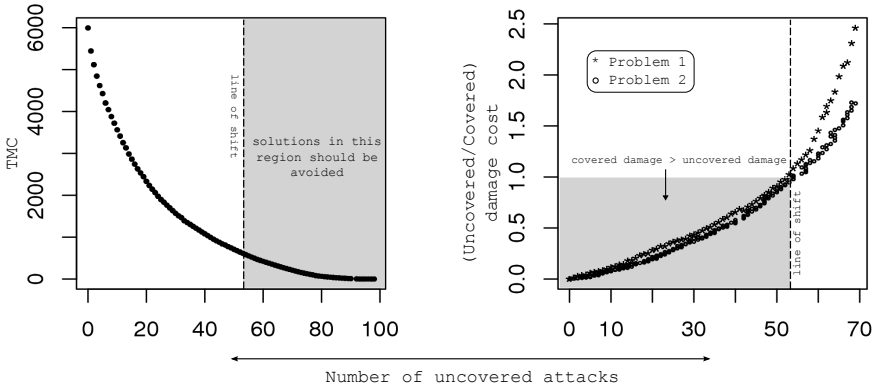 6000
4000
2000
0
TMC
0 20 40 60 80 100
line of shift
solutions in this
region should be
avoided
2.5
2.0
1.5
1.0
0.5
0.0
(Uncovered/Covered)
damage cost
* Problem 1
o Problem 2
covered damage > uncovered damage
line of shift
0 10 30 50 70
Number of uncovered attacks